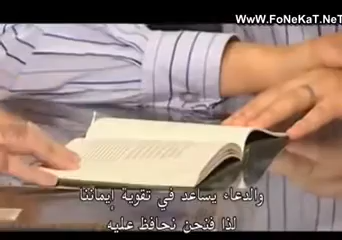 WwW.FoNeKaT.NeT
والدعاء يساعد في تقوية إيماننا
لذا فنحن نحافظ عليه